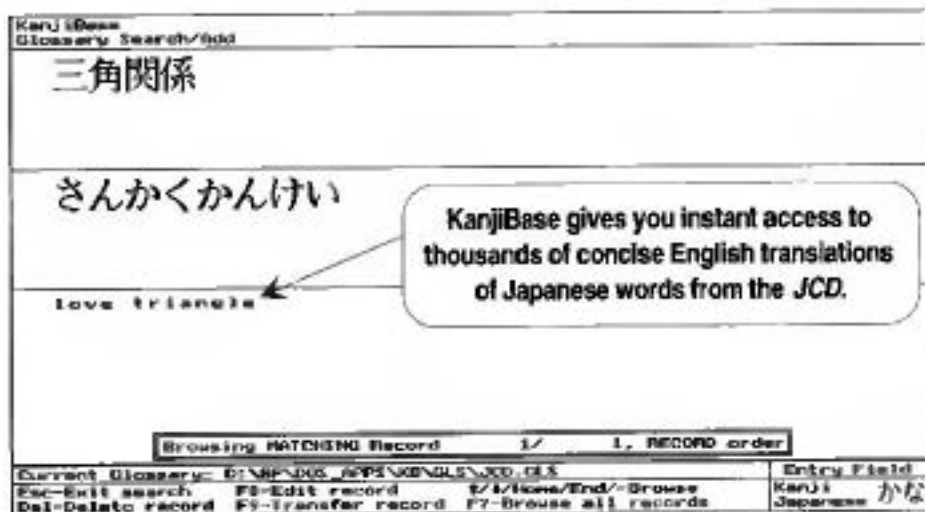 KanjiBase
Glossary Search/Add
三角関係
さんかくかんけい
KanjiBase gives you instant access to
thousands of concise English translations
of Japanese words from the JCD.
love triangle
Browsing MATCHING Record 1/ 1, RECORD order
Current Glossary: D:\NF\DOS_APPS\KB\GLS\JCD.GLS
Entry Field
Esc-Exit search F8-Edit record /Home/End/-Browse
Kanji かな
Del-Delete record F5-Transfer record F7-Browse all records
Japanese